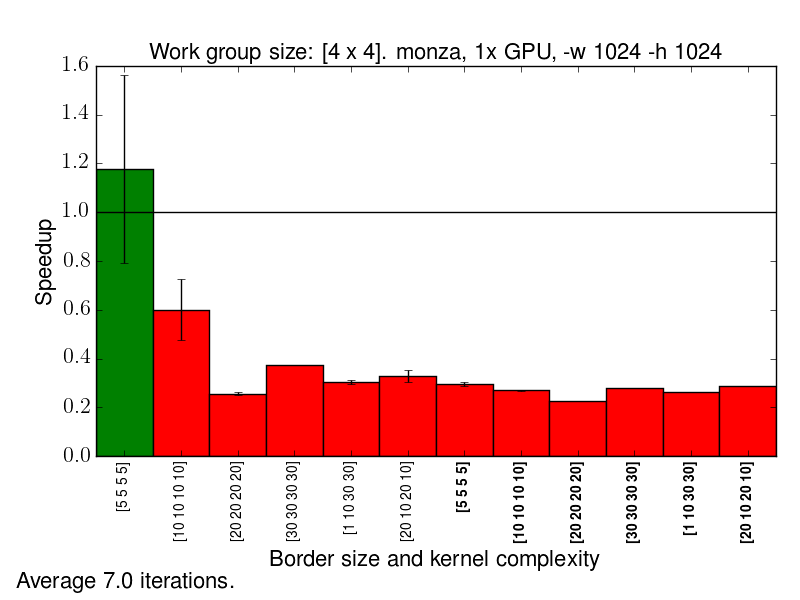 Work group size: [4 x 4]. monza, 1x GPU, -w 1024 -h 1024
1.6
1.4
1.2
1.0
0.8
0.6
0.4
0.2
0.0
Speedup
[5 5 5 5]
[10 10 10 10]
[20 20 20 20]
[30 30 30 30]
[1 10 30 30]
[20 10 20 10]
[5 5 5 5]
[10 10 10 10]
[20 20 20 20]
[30 30 30 30]
[1 10 30 30]
[20 10 20 10]
Border size and kernel complexity
Average 7.0 iterations.